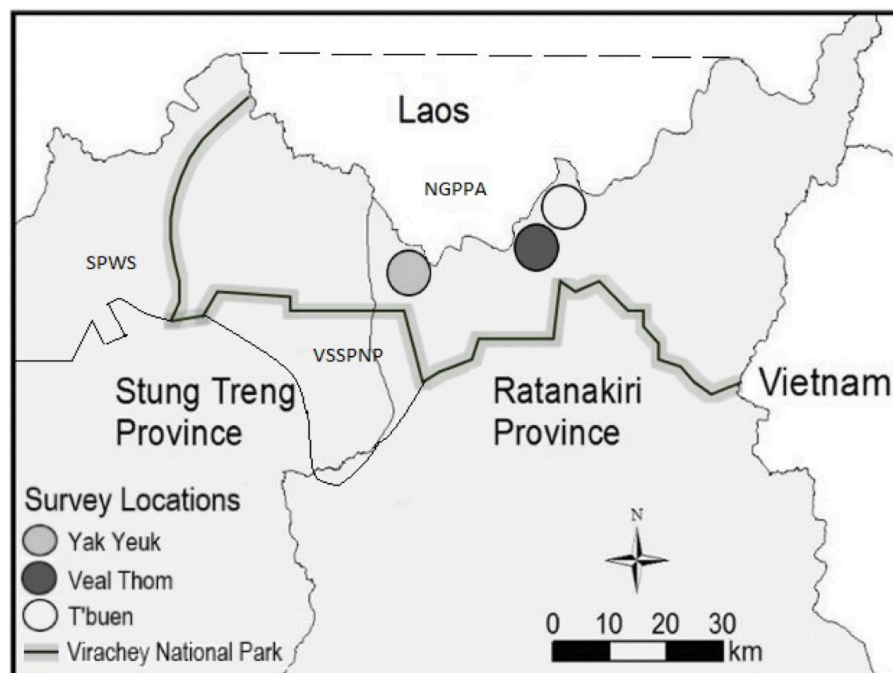 Laos
NGPPA
SPWS
VSSPNP
Stung Treng
Province
Ratanakiri
Province
Vietnam
Survey Locations
Yak Yeuk
Veal Thom
T'buen
Virachey National Park
N
0 10 20 30
km